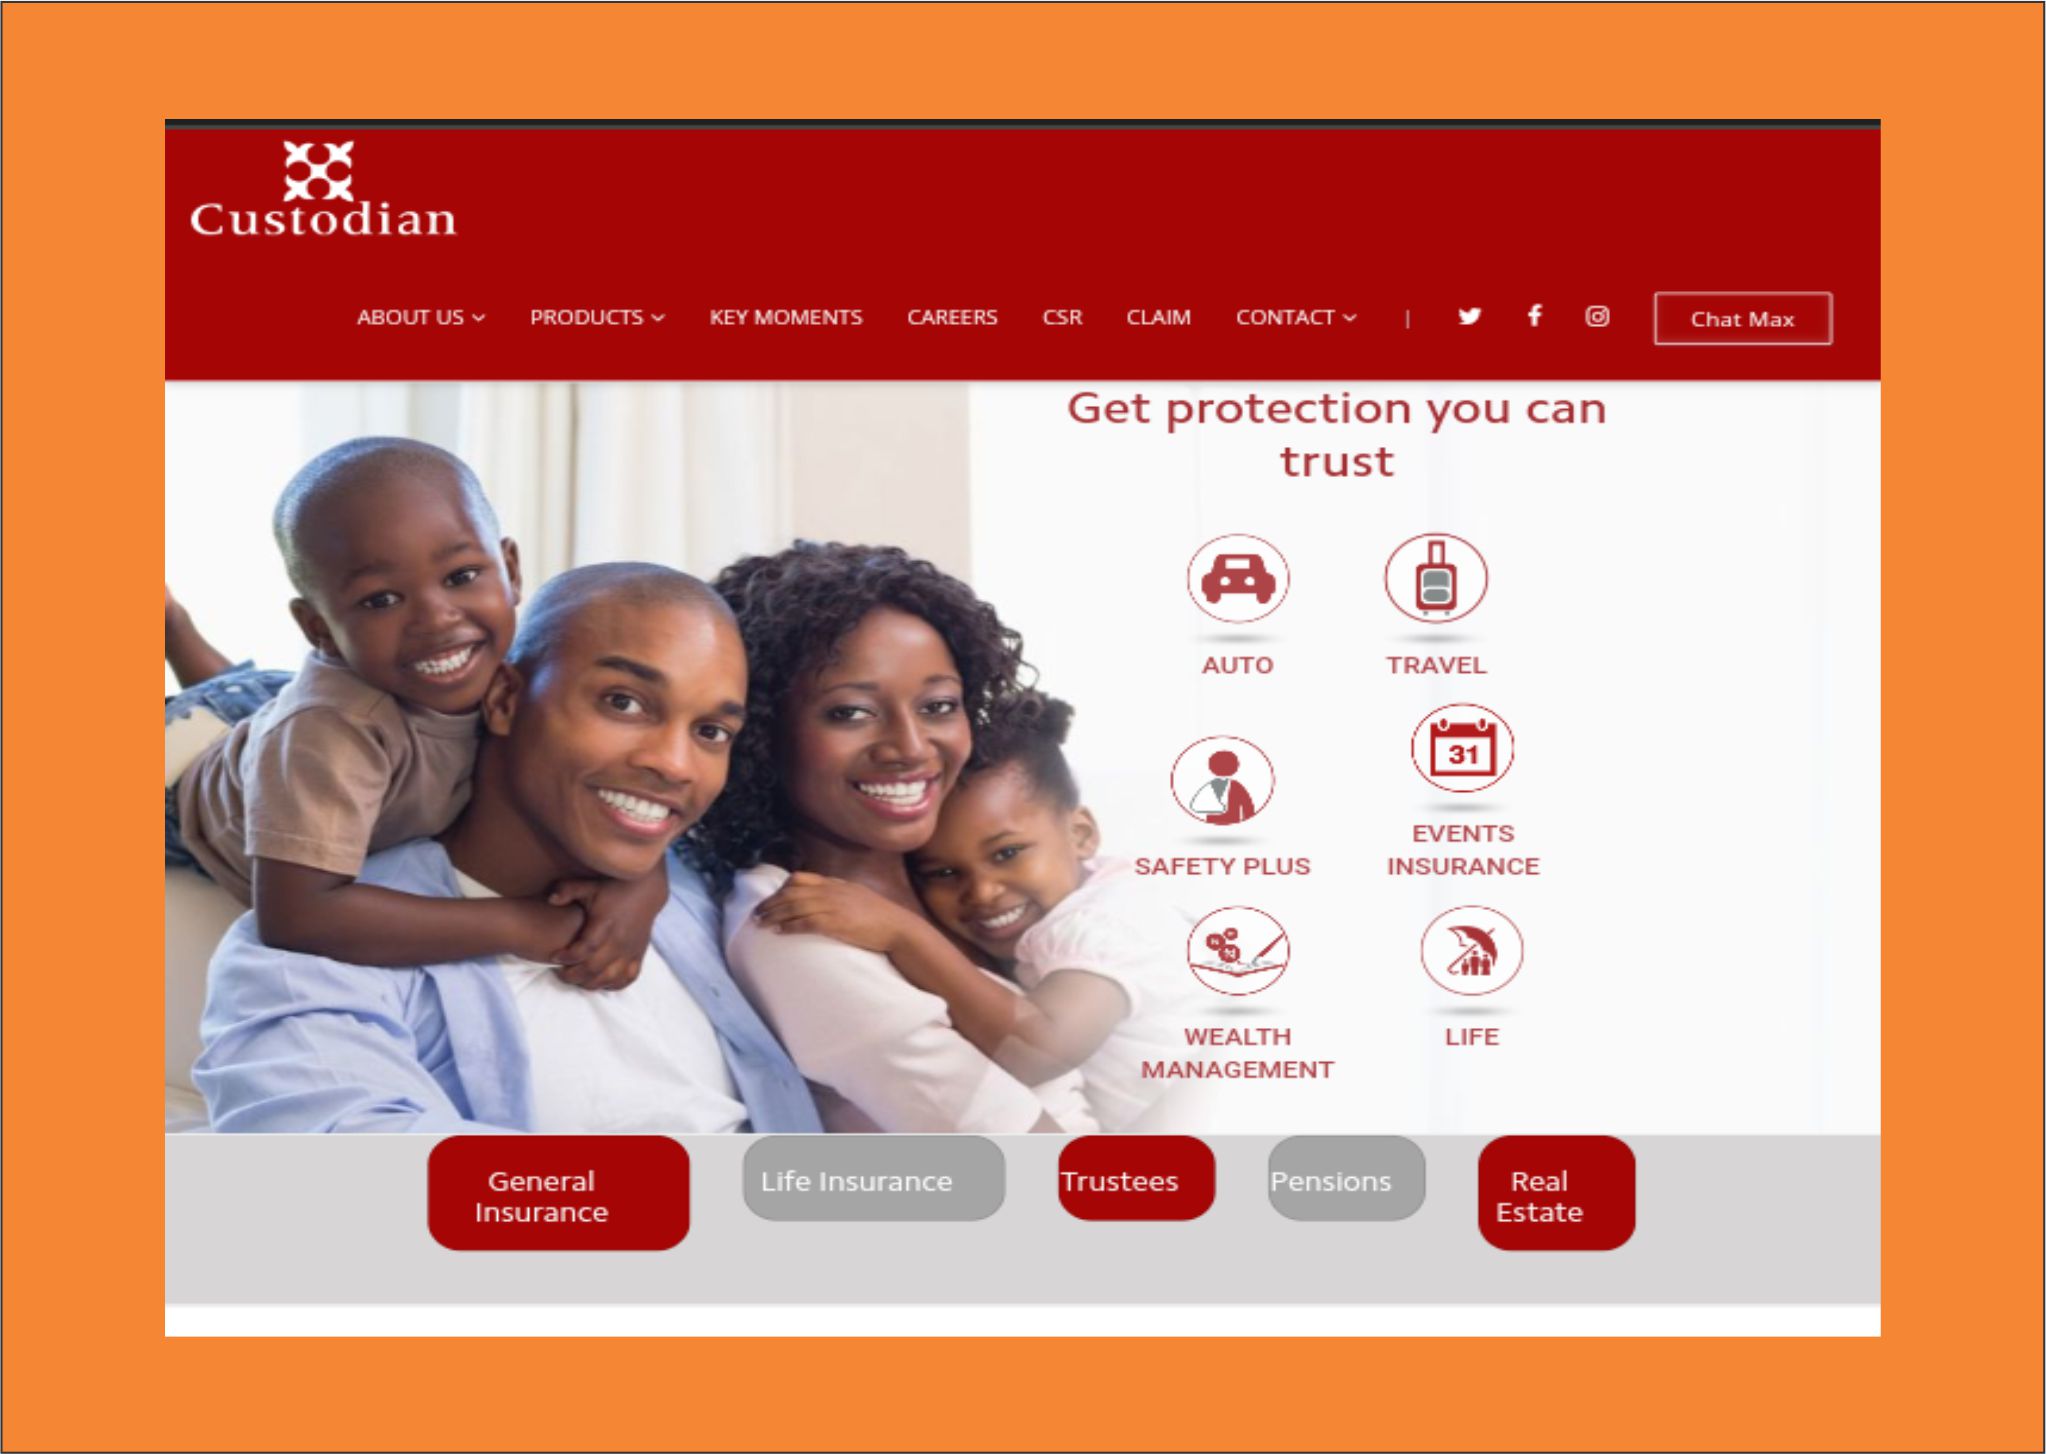 Custodian
ABOUT US
PRODUCTS
KEY MOMENTS
CAREERS
CSR
CLAIM
CONTACT
|
Chat Max
Get protection you can
trust
AUTO
TRAVEL
31
SAFETY PLUS
EVENTS
INSURANCE
WEALTH
MANAGEMENT
LIFE
General
Insurance
Life Insurance
Trustees
Pensions
Real
Estate